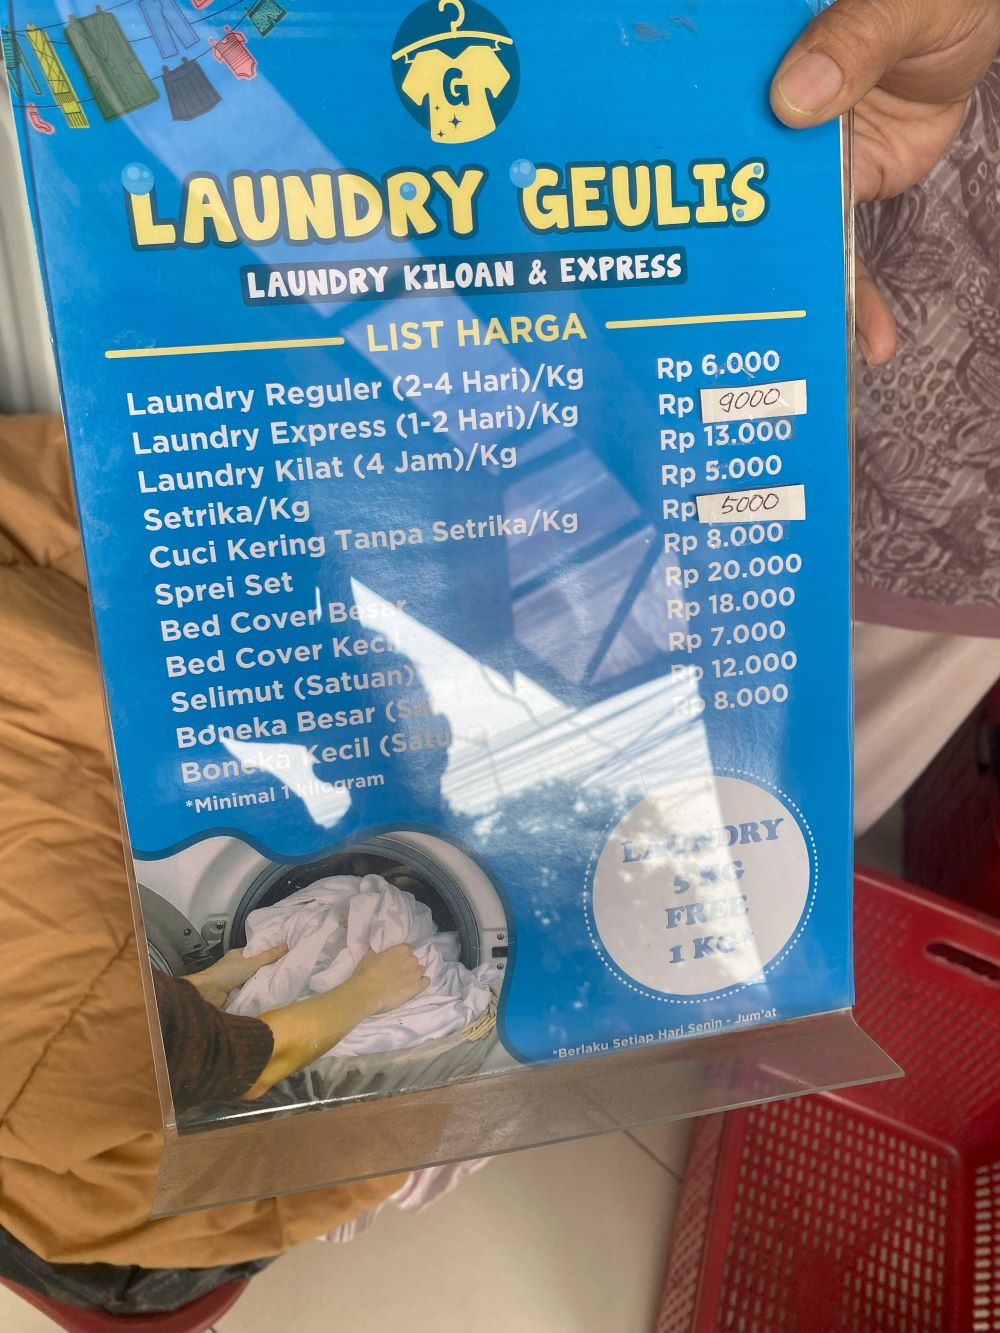 G
LAUNDRY GEULIS
LAUNDRY KILOAN & EXPRESS
LIST HARGA
Laundry Reguler (2-4 Hari)/Kg Rp 6.000
Laundry Express (1-2 Hari)/Kg Rp 9000
Laundry Kilat (4 Jam)/Kg Rp 13.000
Setrika/Kg Rp 5.000
Cuci Kering Tanpa Setrika/Kg Rp 5000
Sprei Set Rp 8.000
Bed Cover Besar Rp 20.000
Bed Cover Kecil Rp 18.000
Selimut (Satuan) Rp 7.000
Boneka Besar Rp 12.000
Boneka Kecil (Satuan) Rp 8.000
*Minimal 1 kilogram
LAUNDRY
5 KG
FREE
1 KG*
*Berlaku Setiap Hari Senin - Jum'at